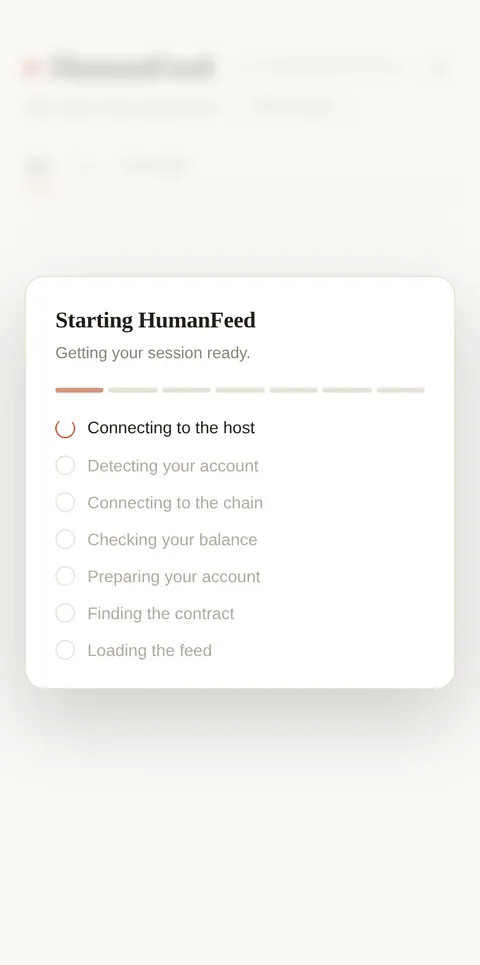 Starting HumanFeed
Getting your session ready.
Connecting to the host
Detecting your account
Connecting to the chain
Checking your balance
Preparing your account
Finding the contract
Loading the feed